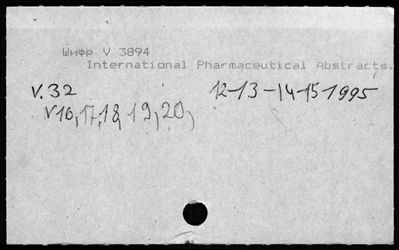 Шифр V 3894
International Pharmaceutical Abstracts.
V.32 12-13-14-15 1995
N16,17,18,19,20,